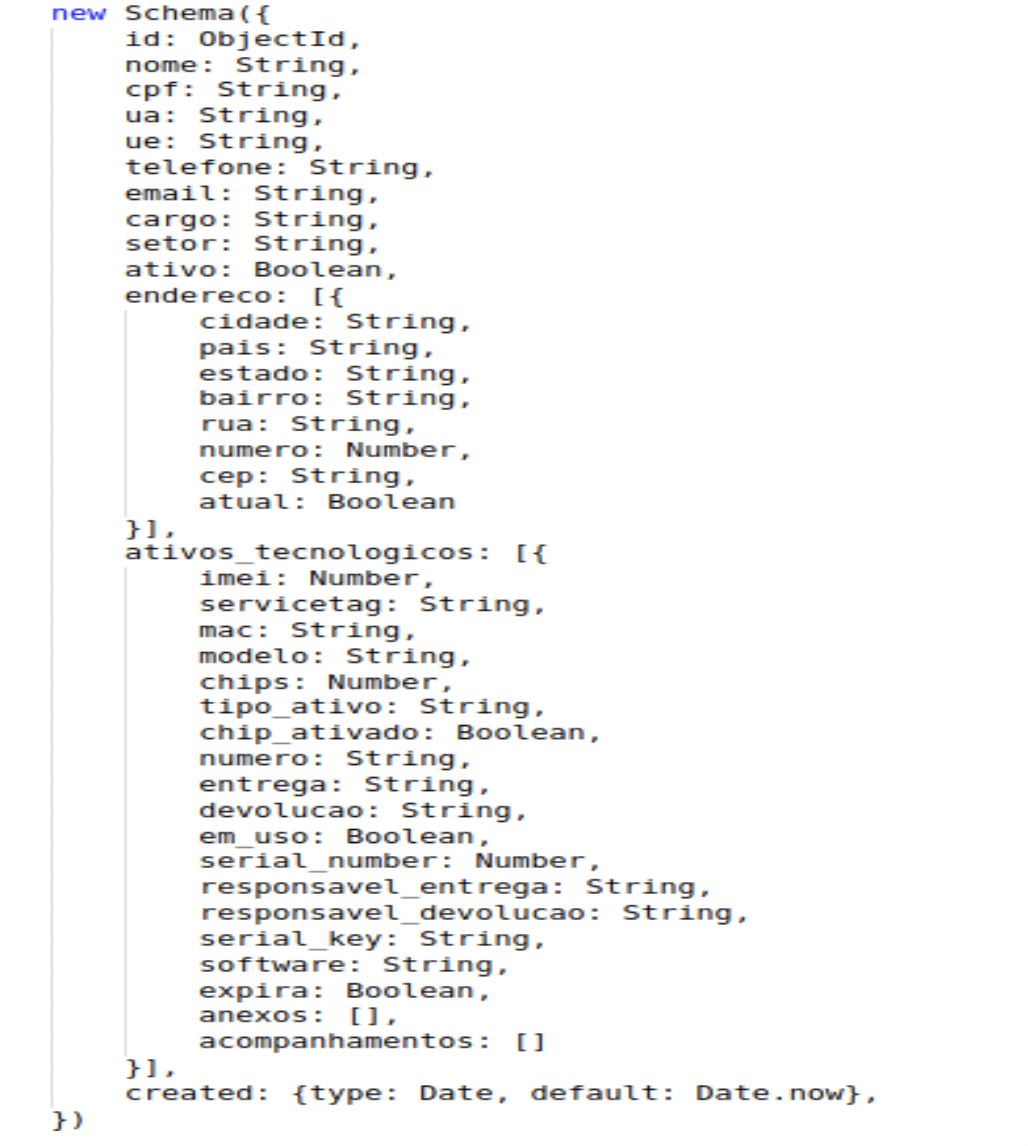 new Schema({
id: ObjectId,
nome: String,
cpf: String,
ua: String,
ue: String,
telefone: String,
email: String,
cargo: String,
setor: String,
ativo: Boolean,
endereco: [{
cidade: String,
pais: String,
estado: String,
bairro: String,
rua: String,
numero: Number,
cep: String,
atual: Boolean
}],
ativos_tecnologicos: [{
imei: Number,
servicetag: String,
mac: String,
modelo: String,
chips: Number,
tipo_ativo: String,
chip_ativado: Boolean,
numero: String,
entrega: String,
devolucao: String,
em_uso: Boolean,
serial_number: Number,
responsavel_entrega: String,
responsavel_devolucao: String,
serial_key: String,
software: String,
expira: Boolean,
anexos: [],
acompanhamentos: []
}],
created: {type: Date, default: Date.now},
})